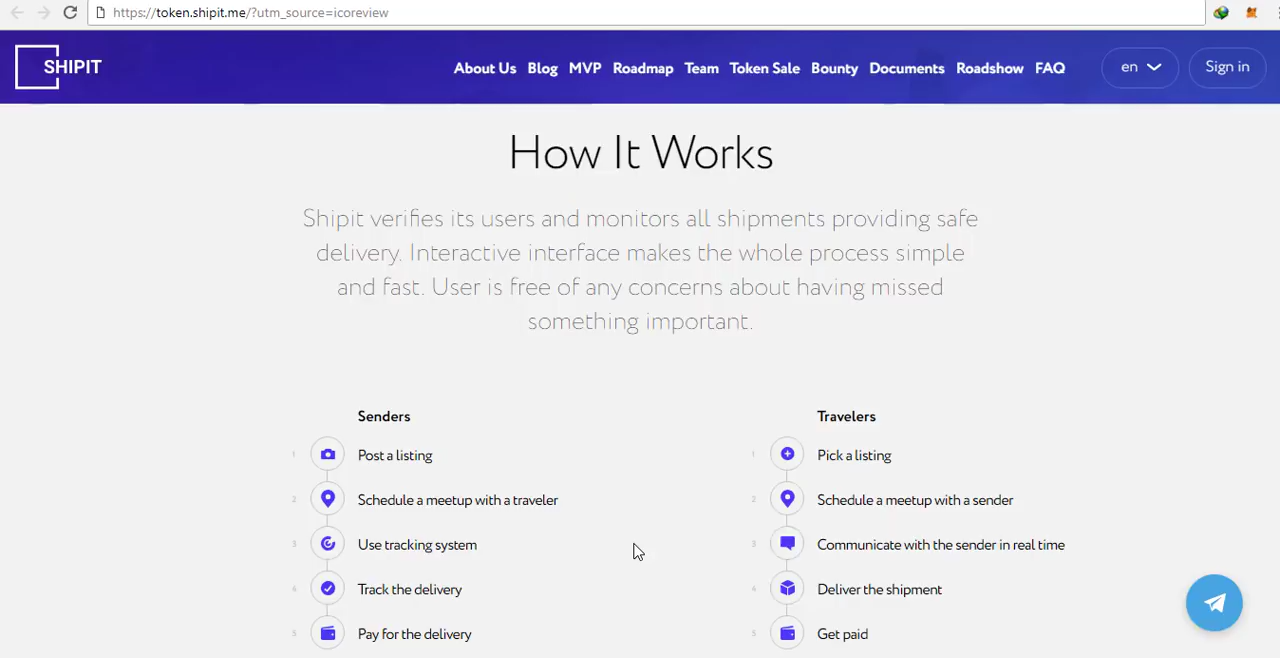 https://token.shipit.me/?utm_source=icoreview
SHIPIT
About Us Blog MVP Roadmap Team Token Sale Bounty Documents Roadshow FAQ en Sign in
How It Works
Shipit verifies its users and monitors all shipments providing safe
delivery. Interactive interface makes the whole process simple
and fast. User is free of any concerns about having missed
something important.
Senders
1 Post a listing
2 Schedule a meetup with a traveler
3 Use tracking system
4 Track the delivery
5 Pay for the delivery
Travelers
1 Pick a listing
2 Schedule a meetup with a sender
3 Communicate with the sender in real time
4 Deliver the shipment
5 Get paid